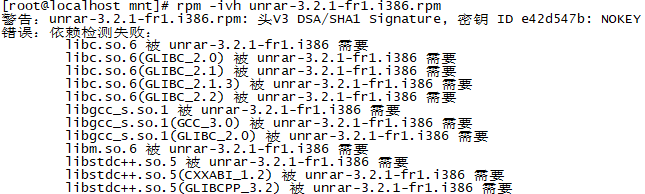 [root@localhost mnt]# rpm -ivh unrar-3.2.1-fr1.i386.rpm
警告：unrar-3.2.1-fr1.i386.rpm: 头V3 DSA/SHA1 Signature, 密钥 ID e42d547b: NOKEY
错误：依赖检测失败：
libc.so.6 被 unrar-3.2.1-fr1.i386 需要
libc.so.6(GLIBC_2.0) 被 unrar-3.2.1-fr1.i386 需要
libc.so.6(GLIBC_2.1) 被 unrar-3.2.1-fr1.i386 需要
libc.so.6(GLIBC_2.1.3) 被 unrar-3.2.1-fr1.i386 需要
libc.so.6(GLIBC_2.2) 被 unrar-3.2.1-fr1.i386 需要
libgcc_s.so.1 被 unrar-3.2.1-fr1.i386 需要
libgcc_s.so.1(GCC_3.0) 被 unrar-3.2.1-fr1.i386 需要
libgcc_s.so.1(GLIBC_2.0) 被 unrar-3.2.1-fr1.i386 需要
libm.so.6 被 unrar-3.2.1-fr1.i386 需要
libstdc++.so.5 被 unrar-3.2.1-fr1.i386 需要
libstdc++.so.5(CXXABI_1.2) 被 unrar-3.2.1-fr1.i386 需要
libstdc++.so.5(GLIBCPP_3.2) 被 unrar-3.2.1-fr1.i386 需要